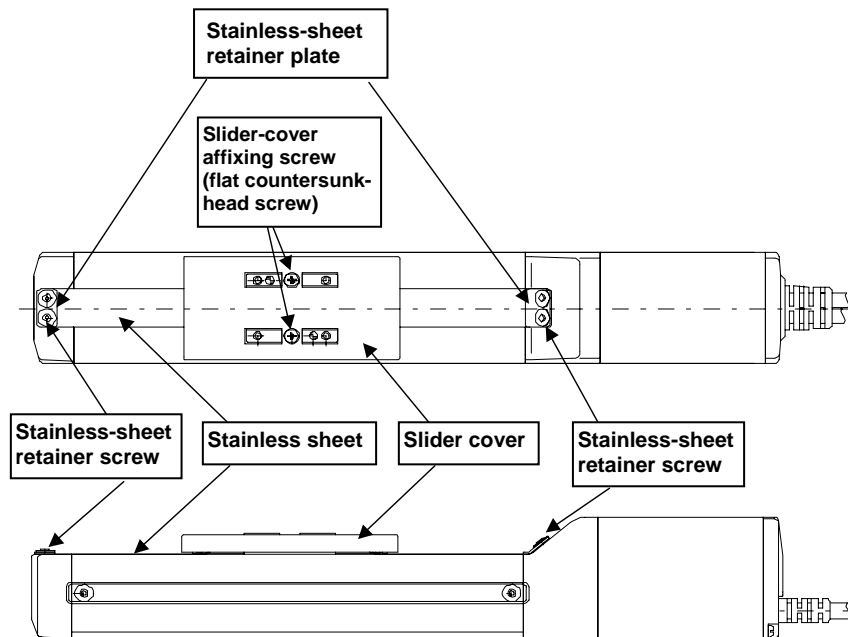 Stainless-sheet
retainer plate
Slider-cover
affixing screw
(flat countersunk-
head screw)
Stainless-sheet
retainer screw
Stainless sheet
Slider cover
Stainless-sheet
retainer screw